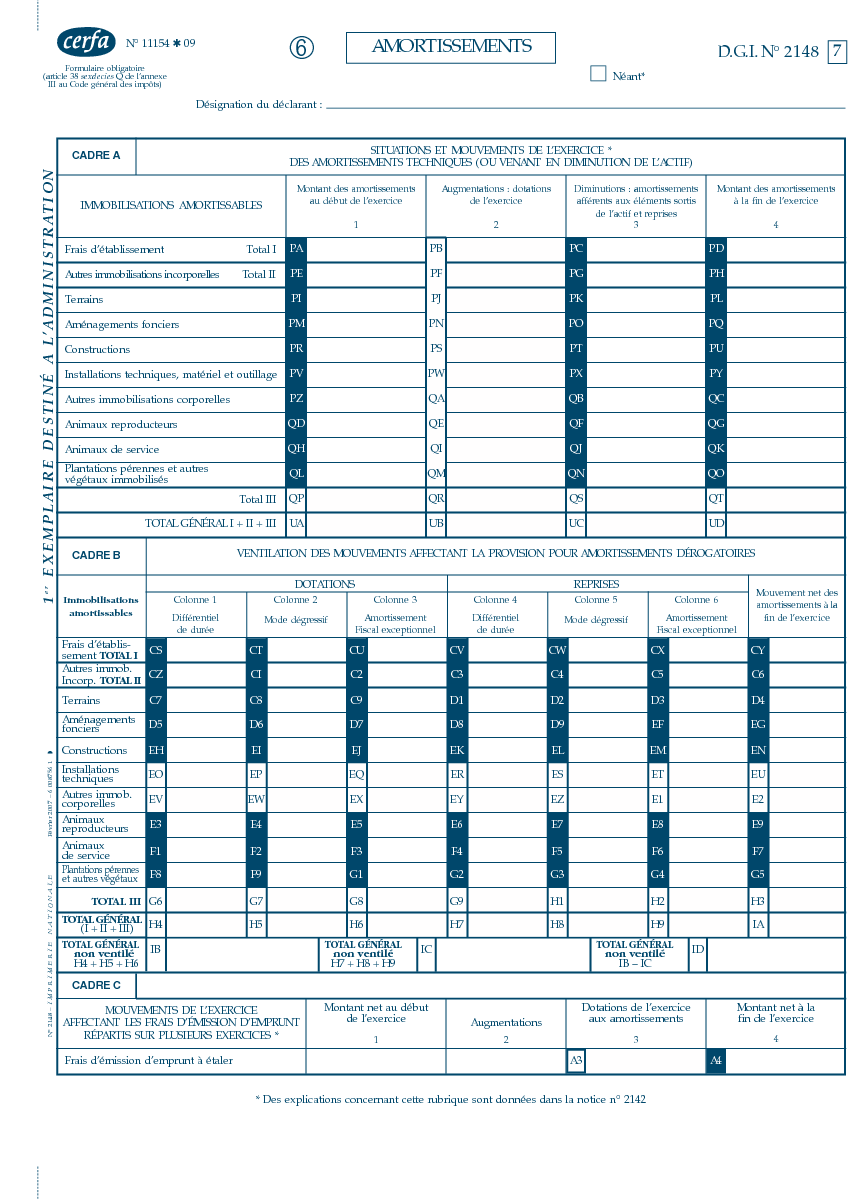 cerfa
N° 11154 ✱ 09
Formulaire obligatoire
(article 38 sexdecies Q de l'annexe
III au Code général des impôts)
⑥
AMORTISSEMENTS
D.G.I. N° 2148 7
Néant*
Désignation du déclarant :
1er EXEMPLAIRE DESTINÉ A L'ADMINISTRATION
CADRE A
SITUATIONS ET MOUVEMENTS DE L'EXERCICE *
DES AMORTISSEMENTS TECHNIQUES (OU VENANT EN DIMINUTION DE L'ACTIF)
IMMOBILISATIONS AMORTISSABLES
Montant des amortissements
au début de l'exercice
1
Augmentations : dotations
de l'exercice
2
Diminutions : amortissements
afférents aux éléments sortis
de l'actif et reprises
3
Montant des amortissements
à la fin de l'exercice
4
Frais d'établissement Total I PA PB PC PD
Autres immobilisations incorporelles Total II PE PF PG PH
Terrains PI PJ PK PL
Aménagements fonciers PM PN PO PQ
Constructions PR PS PT PU
Installations techniques, matériel et outillage PV PW PX PY
Autres immobilisations corporelles PZ QA QB QC
Animaux reproducteurs QD QE QF QG
Animaux de service QH QI QJ QK
Plantations pérennes et autres
végétaux immobilisés QL QM QN QO
Total III QP QR QS QT
TOTAL GÉNÉRAL I + II + III UA UB UC UD
CADRE B
VENTILATION DES MOUVEMENTS AFFECTANT LA PROVISION POUR AMORTISSEMENTS DÉROGATOIRES
Immobilisations
amortissables
DOTATIONS
REPRISES
Colonne 1
Différentiel
de durée
Colonne 2
Mode dégressif
Colonne 3
Amortissement
Fiscal exceptionnel
Colonne 4
Différentiel
de durée
Colonne 5
Mode dégressif
Colonne 6
Amortissement
Fiscal exceptionnel
Mouvement net des
amortissements à la
fin de l'exercice
Frais d'établis-
sement TOTAL I CS CT CU CV CW CX CY
Autres immob.
Incorp. TOTAL II CZ C1 C2 C3 C4 C5 C6
Terrains C7 C8 C9 D1 D2 D3 D4
Aménagements
fonciers D5 D6 D7 D8 D9 EF EG
Constructions EH EI EJ EK EL EM EN
Installations
techniques EO EP EQ ER ES ET EU
Autres immob.
corporelles EV EW EX EY EZ E1 E2
Animaux
reproducteurs E3 E4 E5 E6 E7 E8 E9
Animaux
de service F1 F2 F3 F4 F5 F6 F7
Plantations pérennes
et autres végétaux F8 F9 G1 G2 G3 G4 G5
TOTAL III G6 G7 G8 G9 H1 H2 H3
TOTAL GÉNÉRAL
(I + II + III) H4 H5 H6 H7 H8 H9 IA
TOTAL GÉNÉRAL
non ventilé
H4 + H5 + H6
IB
TOTAL GÉNÉRAL
non ventilé
H7 + H8 + H9
IC
TOTAL GÉNÉRAL
non ventilé
IB – IC
ID
CADRE C
MOUVEMENTS DE L'EXERCICE
AFFECTANT LES FRAIS D'ÉMISSION D'EMPRUNT
RÉPARTIS SUR PLUSIEURS EXERCICES *
Montant net au début
de l'exercice
1
Augmentations
2
Dotations de l'exercice
aux amortissements
3
Montant net à la
fin de l'exercice
4
Frais d'émission d'emprunt à étaler A3 A4
N° 2148 – IMPRIMERIE NATIONALE
Février 2007 – 6
* Des explications concernant cette rubrique sont données dans la notice n° 2142